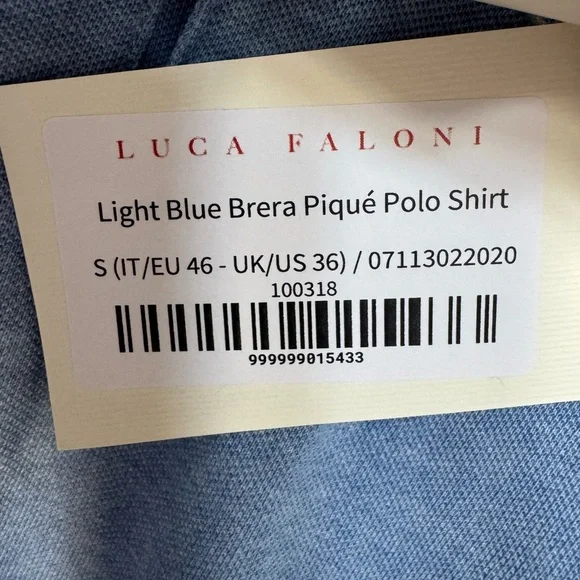 LUCA FALONI
Light Blue Brera Piqué Polo Shirt
S (IT/EU 46 - UK/US 36) / 07113022020
100318
999999015433